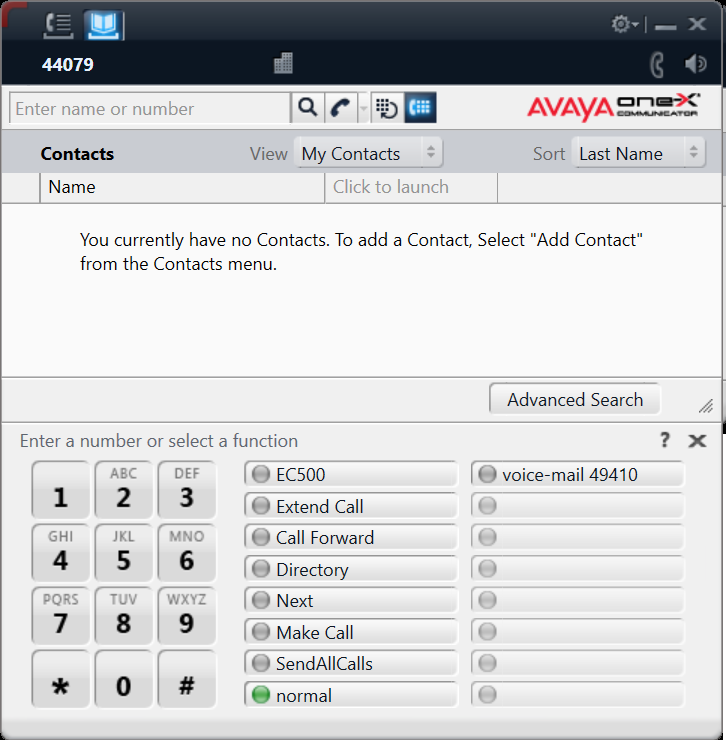 44079
Enter name or number
AVAYA one-X
COMMUNICATOR
Contacts View My Contacts Sort Last Name
Name Click to launch
You currently have no Contacts. To add a Contact, Select "Add Contact"
from the Contacts menu.
Advanced Search
Enter a number or select a function ?
1
ABC
2
DEF
3
GHI
4
JKL
5
MNO
6
PQRS
7
TUV
8
WXYZ
9
*
0
#
EC500
Extend Call
Call Forward
Directory
Next
Make Call
SendAllCalls
normal
voice-mail 49410